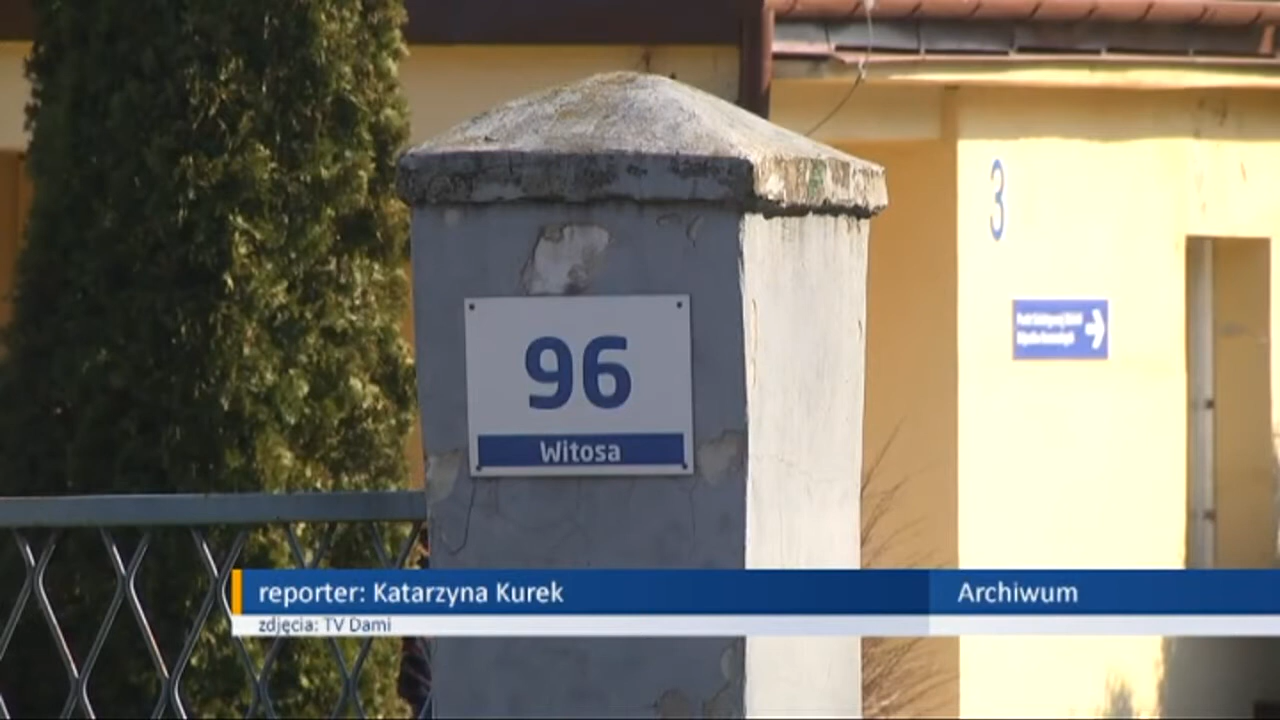 3
96
Witosa
reporter: Katarzyna Kurek
Archiwum
zdjęcia: TV Dami